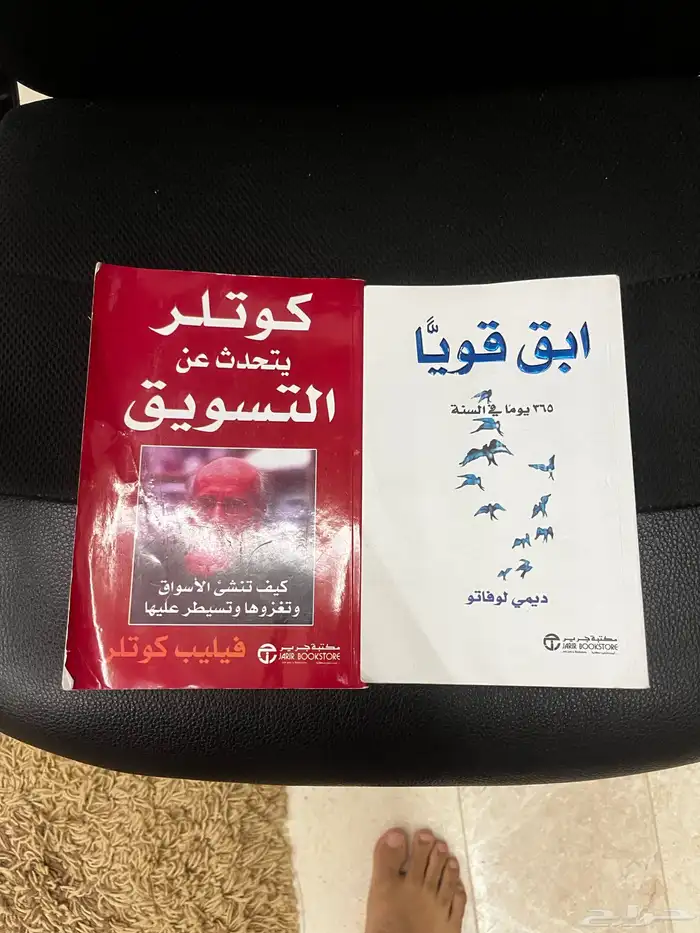 كوتلر
يتحدث عن
التسويق
كيف تنشئ الأسواق
وتغزوها وتسيطر عليها
فيليب كوتلر
مكتبة جرير
JARIR BOOKSTORE
ابق قويًا
٣٦٥ يومًا في السنة
ديمي لوفاتو
مكتبة جرير
JARIR BOOKSTORE
حراج